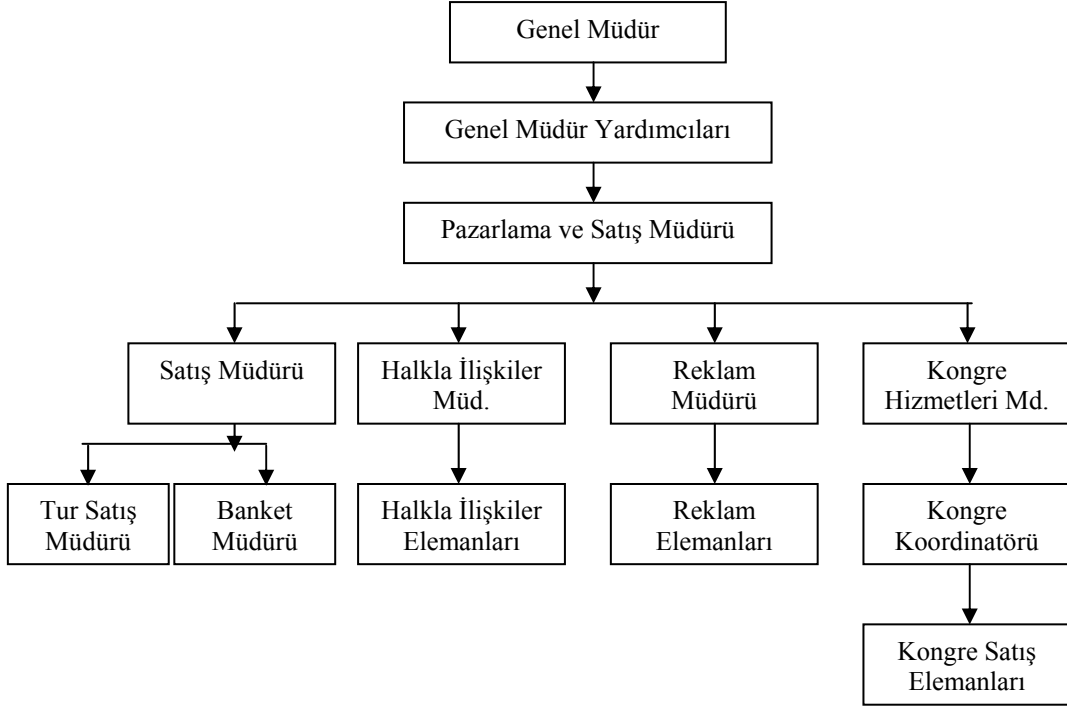 Genel Müdür
Genel Müdür Yardımcıları
Pazarlama ve Satış Müdürü
Satış Müdürü
Halkla İlişkiler
Müd.
Reklam
Müdürü
Kongre
Hizmetleri Md.
Tur Satış
Müdürü
Banket
Müdürü
Halkla İlişkiler
Elemanları
Reklam
Elemanları
Kongre
Koordinatörü
Kongre Satış
Elemanları